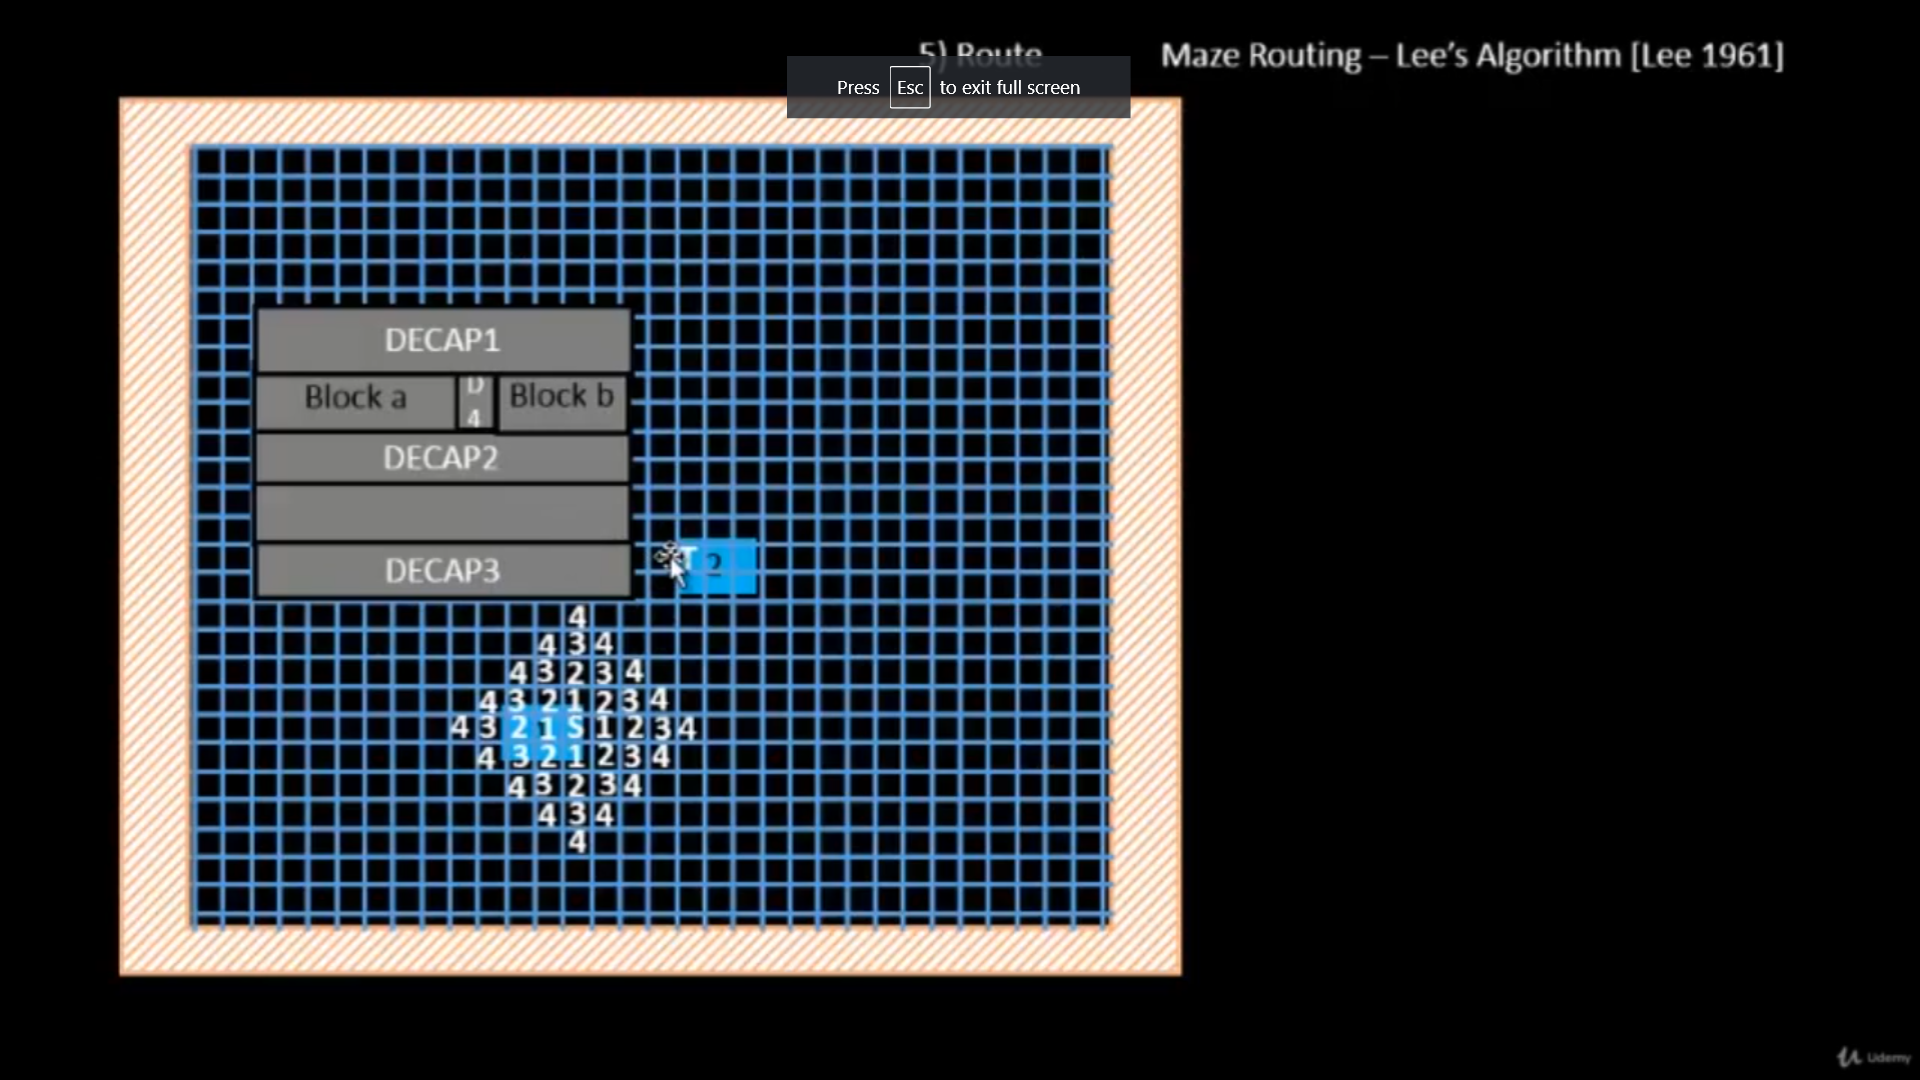 5) Route Maze Routing – Lee's Algorithm [Lee 1961]
Press Esc to exit full screen
DECAP1
Block a D 4 Block b
DECAP2
T 2
DECAP3
4
4 3 4
4 3 2 3 4
4 3 2 1 2 3 4
4 3 2 1 S 1 2 3 4
4 3 2 1 2 3 4
4 3 2 3 4
4 3 4
4
Udemy